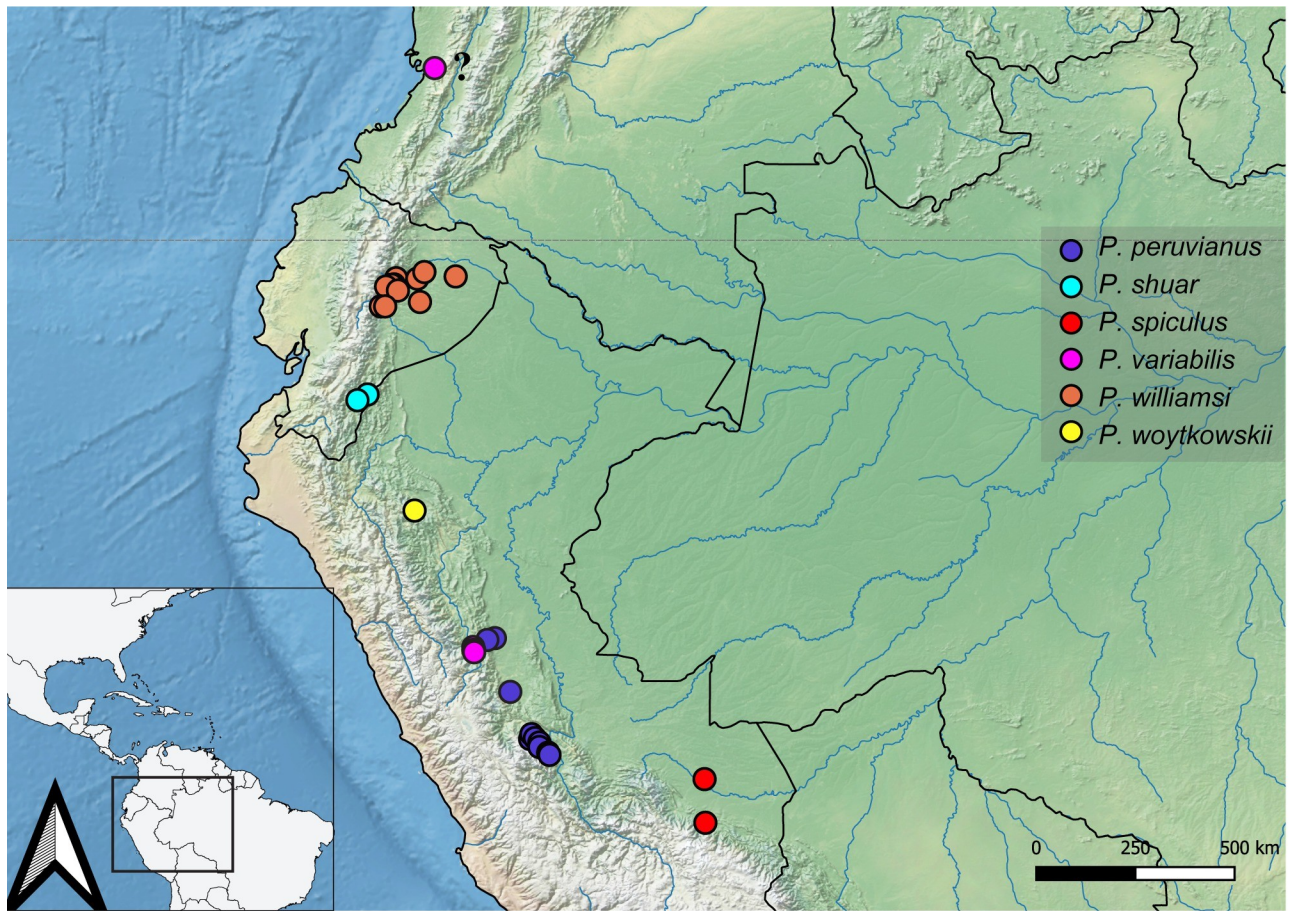 ?
P. peruvianus
P. shuar
P. spiculus
P. variabilis
P. williamsi
P. woytkowskii
0 250 500 km